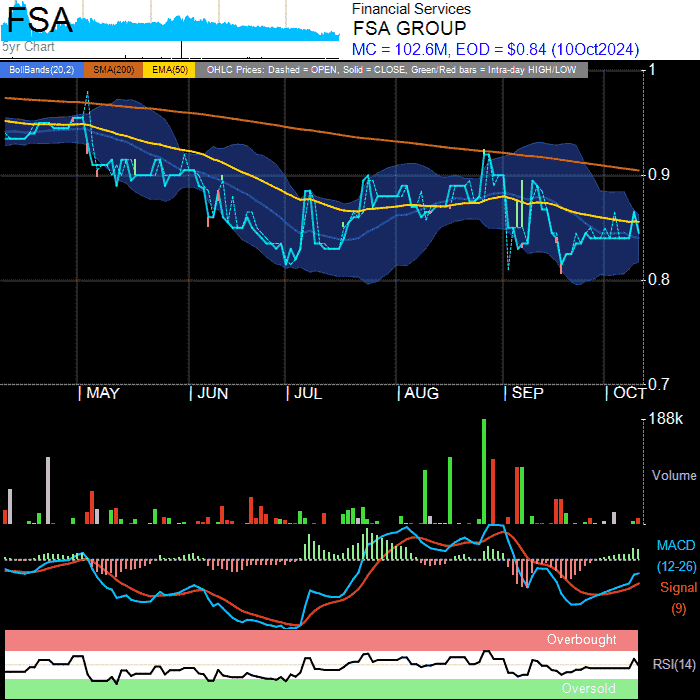 FSA
5yr Chart
Financial Services
FSA GROUP
MC = 102.6M, EOD = $0.84 (10Oct2024)
BollBands(20,2) SMA(200) EMA(50) OHLC Prices: Dashed = OPEN, Solid = CLOSE, Green/Red bars = Intra-day HIGH/LOW
1
0.9
0.8
0.7
| MAY | JUN | JUL | AUG | SEP | OCT
188k
Volume
MACD
(12-26)
Signal
(9)
Overbought
RSI(14)
Oversold